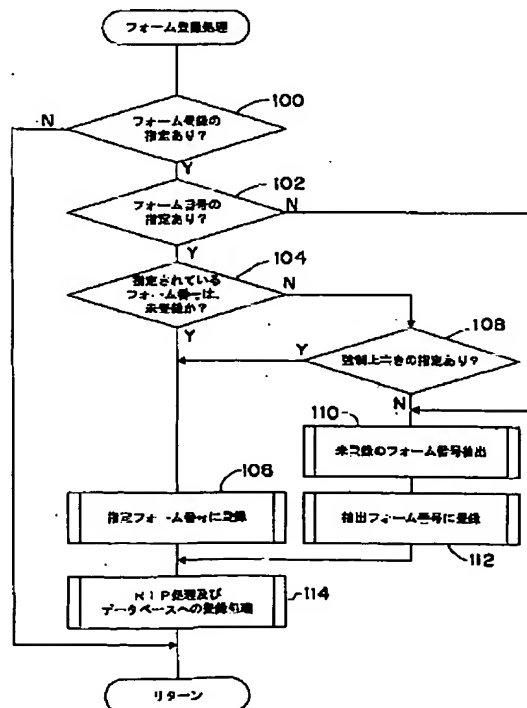 フォーム登録処理
100
フォーム登録の
指定あり？
N
Y
102
フォーム番号の
指定あり？
N
Y
104
指定されている
フォーム番号は、
未登録か？
N
Y
108
強制上書きの指定あり？
Y
N
110
未登録のフォーム番号抽出
106
指定フォーム番号に登録
抽出フォーム番号に登録
112
RIP処理及び
データベースへの登録処理
114
リターン